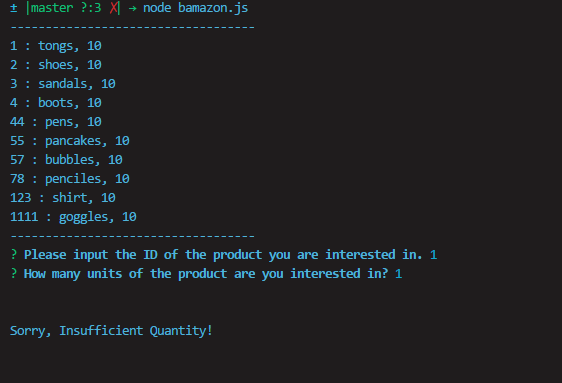 ± |master ?:3 ✗| → node bamazon.js
-----------------------------------
1 : tongs, 10
2 : shoes, 10
3 : sandals, 10
4 : boots, 10
44 : pens, 10
55 : pancakes, 10
57 : bubbles, 10
78 : penciles, 10
123 : shirt, 10
1111 : goggles, 10
-----------------------------------
? Please input the ID of the product you are interested in. 1
? How many units of the product are you interested in? 1
Sorry, Insufficient Quantity!